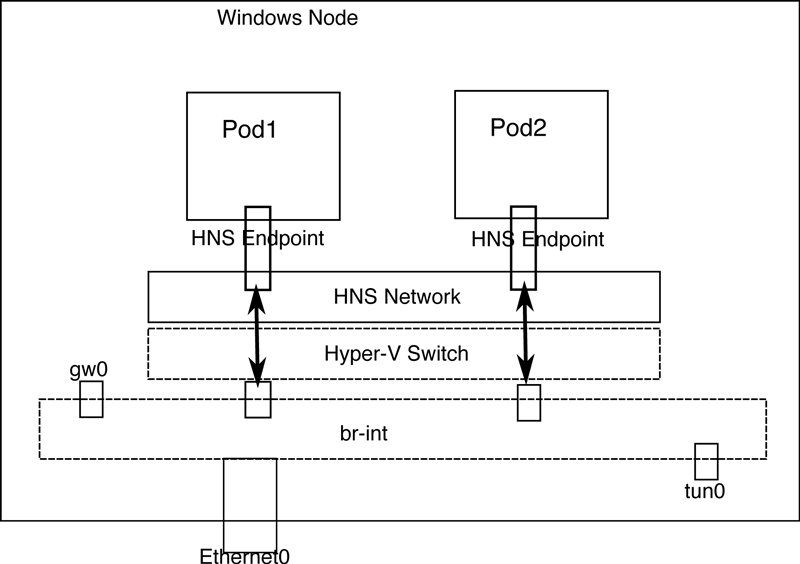 Windows Node
Pod1
Pod2
HNS Endpoint
HNS Endpoint
HNS Network
Hyper-V Switch
gw0
br-int
tun0
Ethernet0